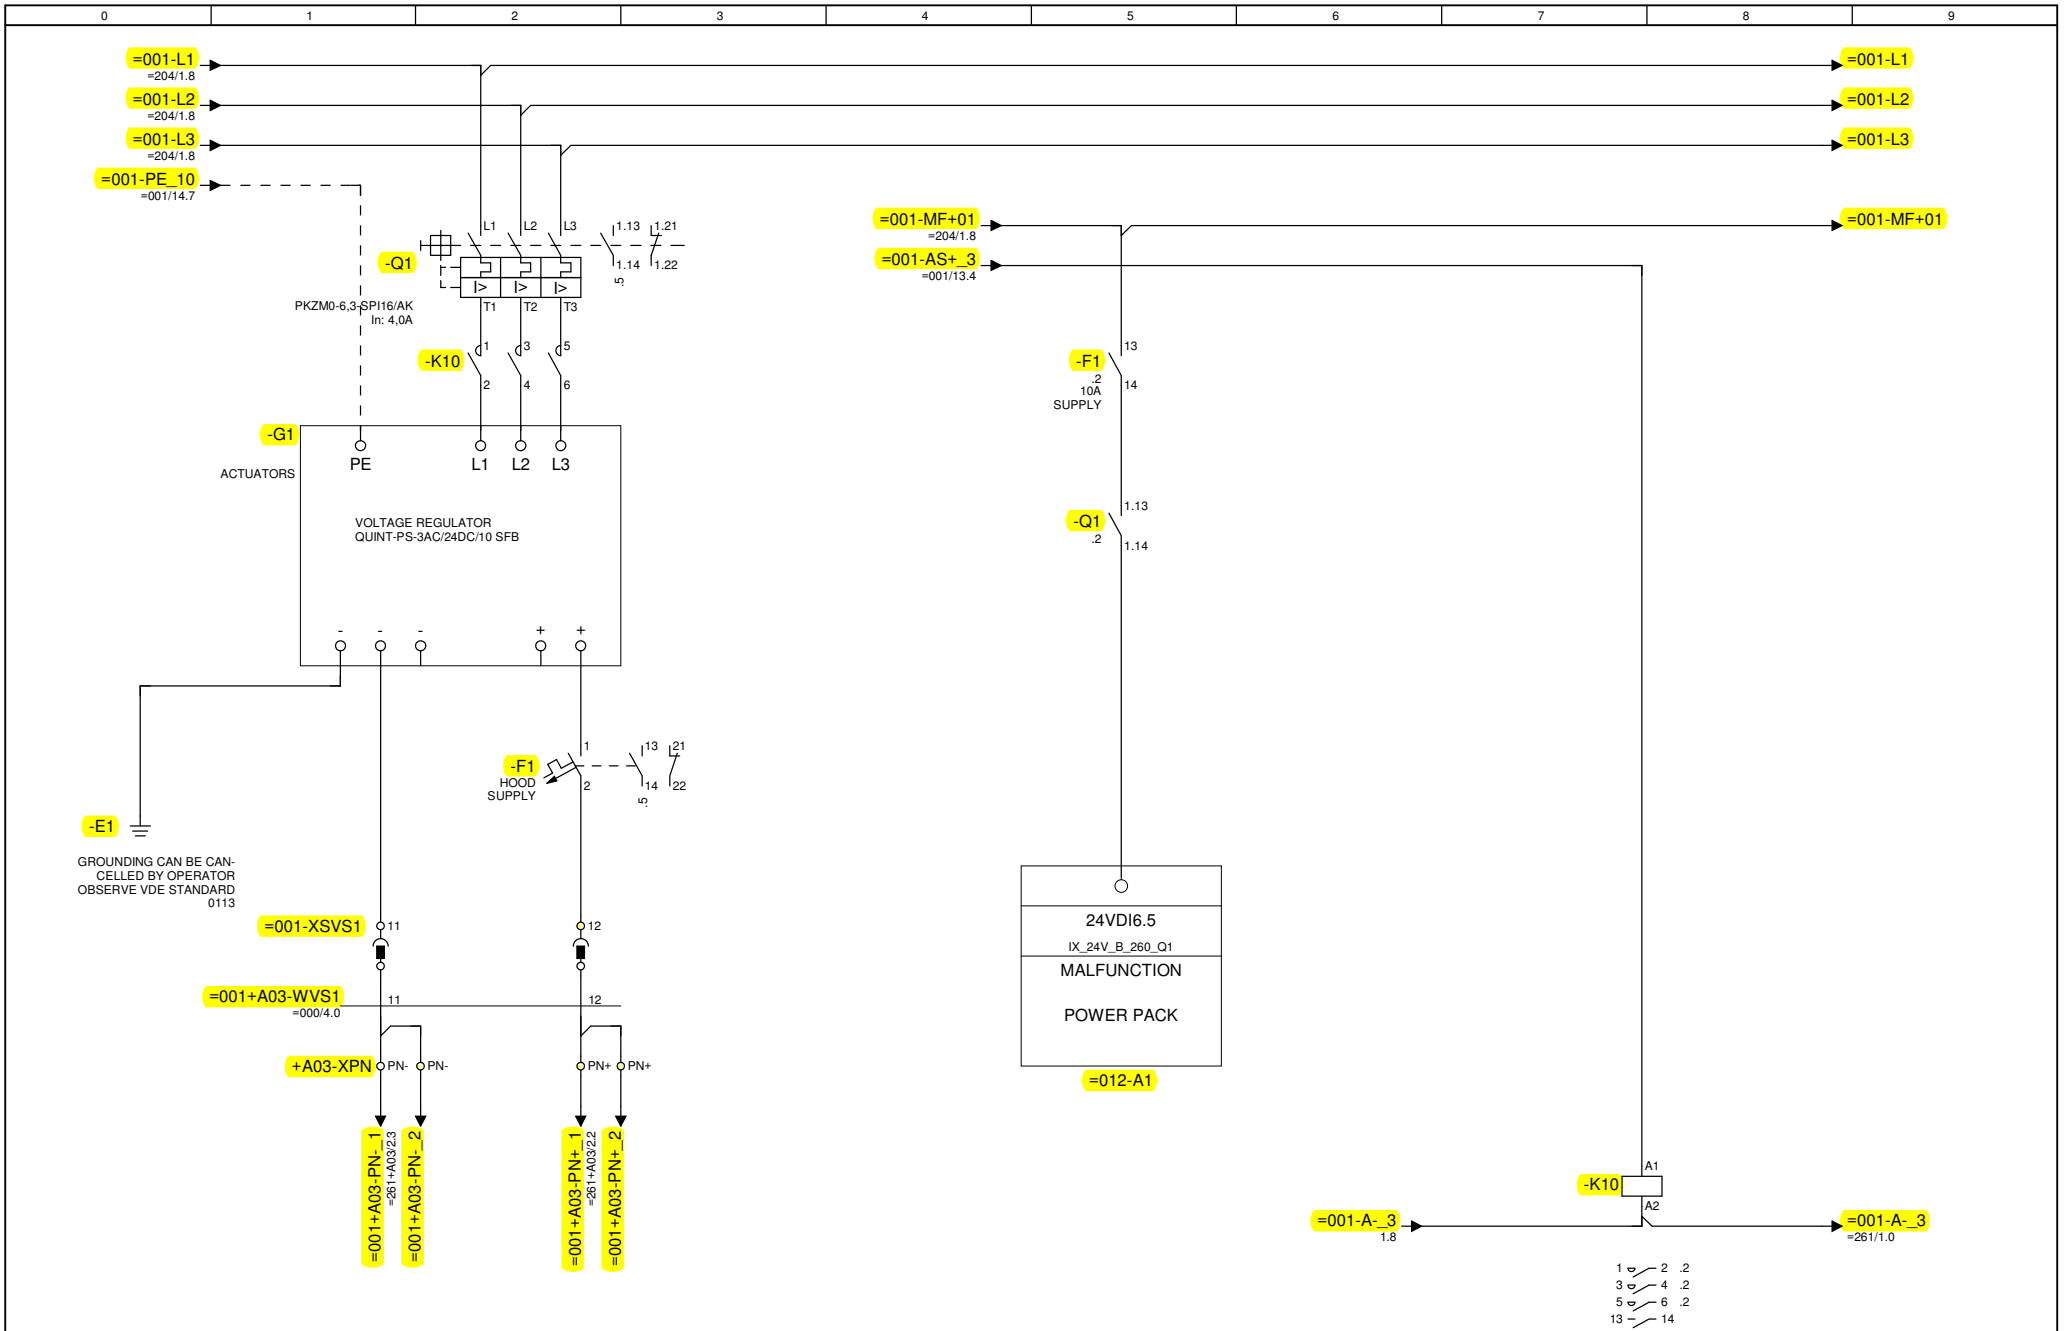 0 1 2 3 4 5 6 7 8 9
=001-L1
=204/1.8
=001-L1
=001-L2
=204/1.8
=001-L2
=001-L3
=204/1.8
=001-L3
=001-PE_10
=001/14.7
=001-MF+01
=204/1.8
=001-MF+01
=001-AS+_3
=001/13.4
L1 L2 L3 1.13 1.21
-Q1
1.14 1.22
.5
I> I> I>
PKZM0-6,3-SPI16/AK
In: 4,0A
T1 T2 T3
-K10
1 3 5
2 4 6
-F1
.2
10A
SUPPLY
13
14
-G1
ACTUATORS
PE L1 L2 L3
VOLTAGE REGULATOR
QUINT-PS-3AC/24DC/10 SFB
- - - + +
-Q1
.2
1.13
1.14
-F1
HOOD
SUPPLY
1 13 21
2 14 22
.5
-E1
GROUNDING CAN BE CAN-
CELLED BY OPERATOR
OBSERVE VDE STANDARD
0113
=001-XSVS1 11 12
=001+A03-WVS1 11 12
=000/4.0
+A03-XPN PN- PN- PN+ PN+
=001+A03-PN-_1
=261+A03/2.3
=001+A03-PN-_2
=001+A03-PN+_1
=261+A03/2.2
=001+A03-PN+_2
24VDI6.5
IX_24V_B_260_Q1
MALFUNCTION
POWER PACK
=012-A1
A1
-K10
A2
=001-A-_3
1.8
=001-A-_3
=261/1.0
1 2 .2
3 4 .2
5 6 .2
13 14